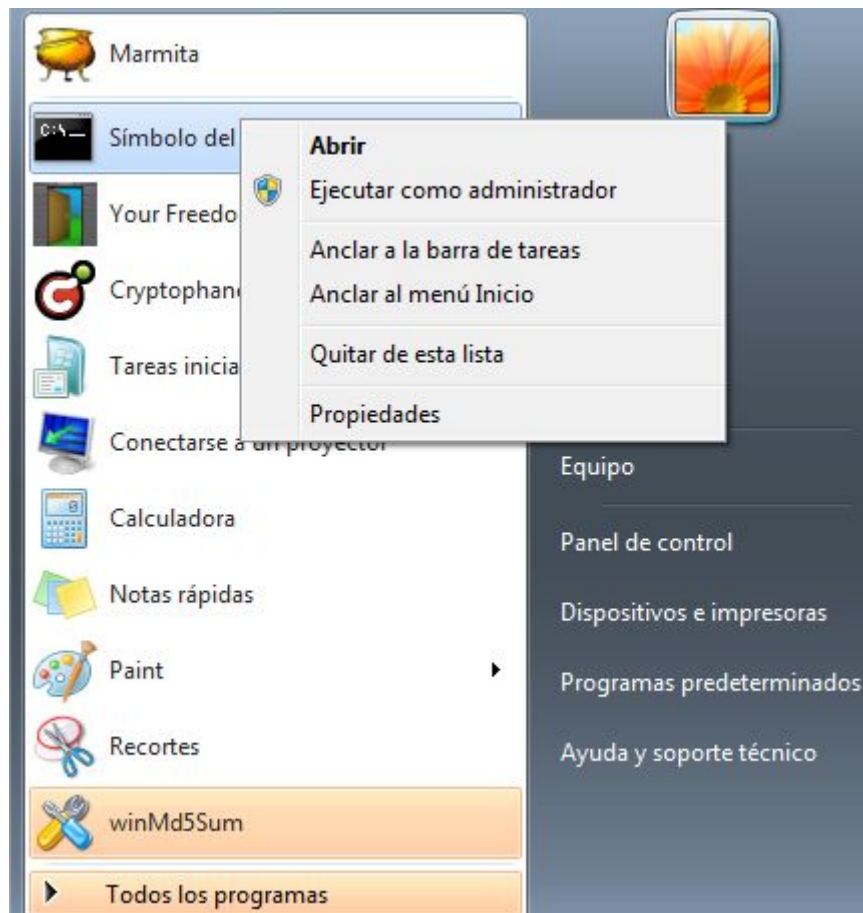 Marmita
C:\
Símbolo del
Abrir
Ejecutar como administrador
Your Freedo
Anclar a la barra de tareas
Cryptophan
Anclar al menú Inicio
Tareas inicia
Quitar de esta lista
Propiedades
Conectarse a un proyector
Equipo
Calculadora
Panel de control
Notas rápidas
Dispositivos e impresoras
Paint
Programas predeterminados
Recortes
Ayuda y soporte técnico
winMd5Sum
Todos los programas